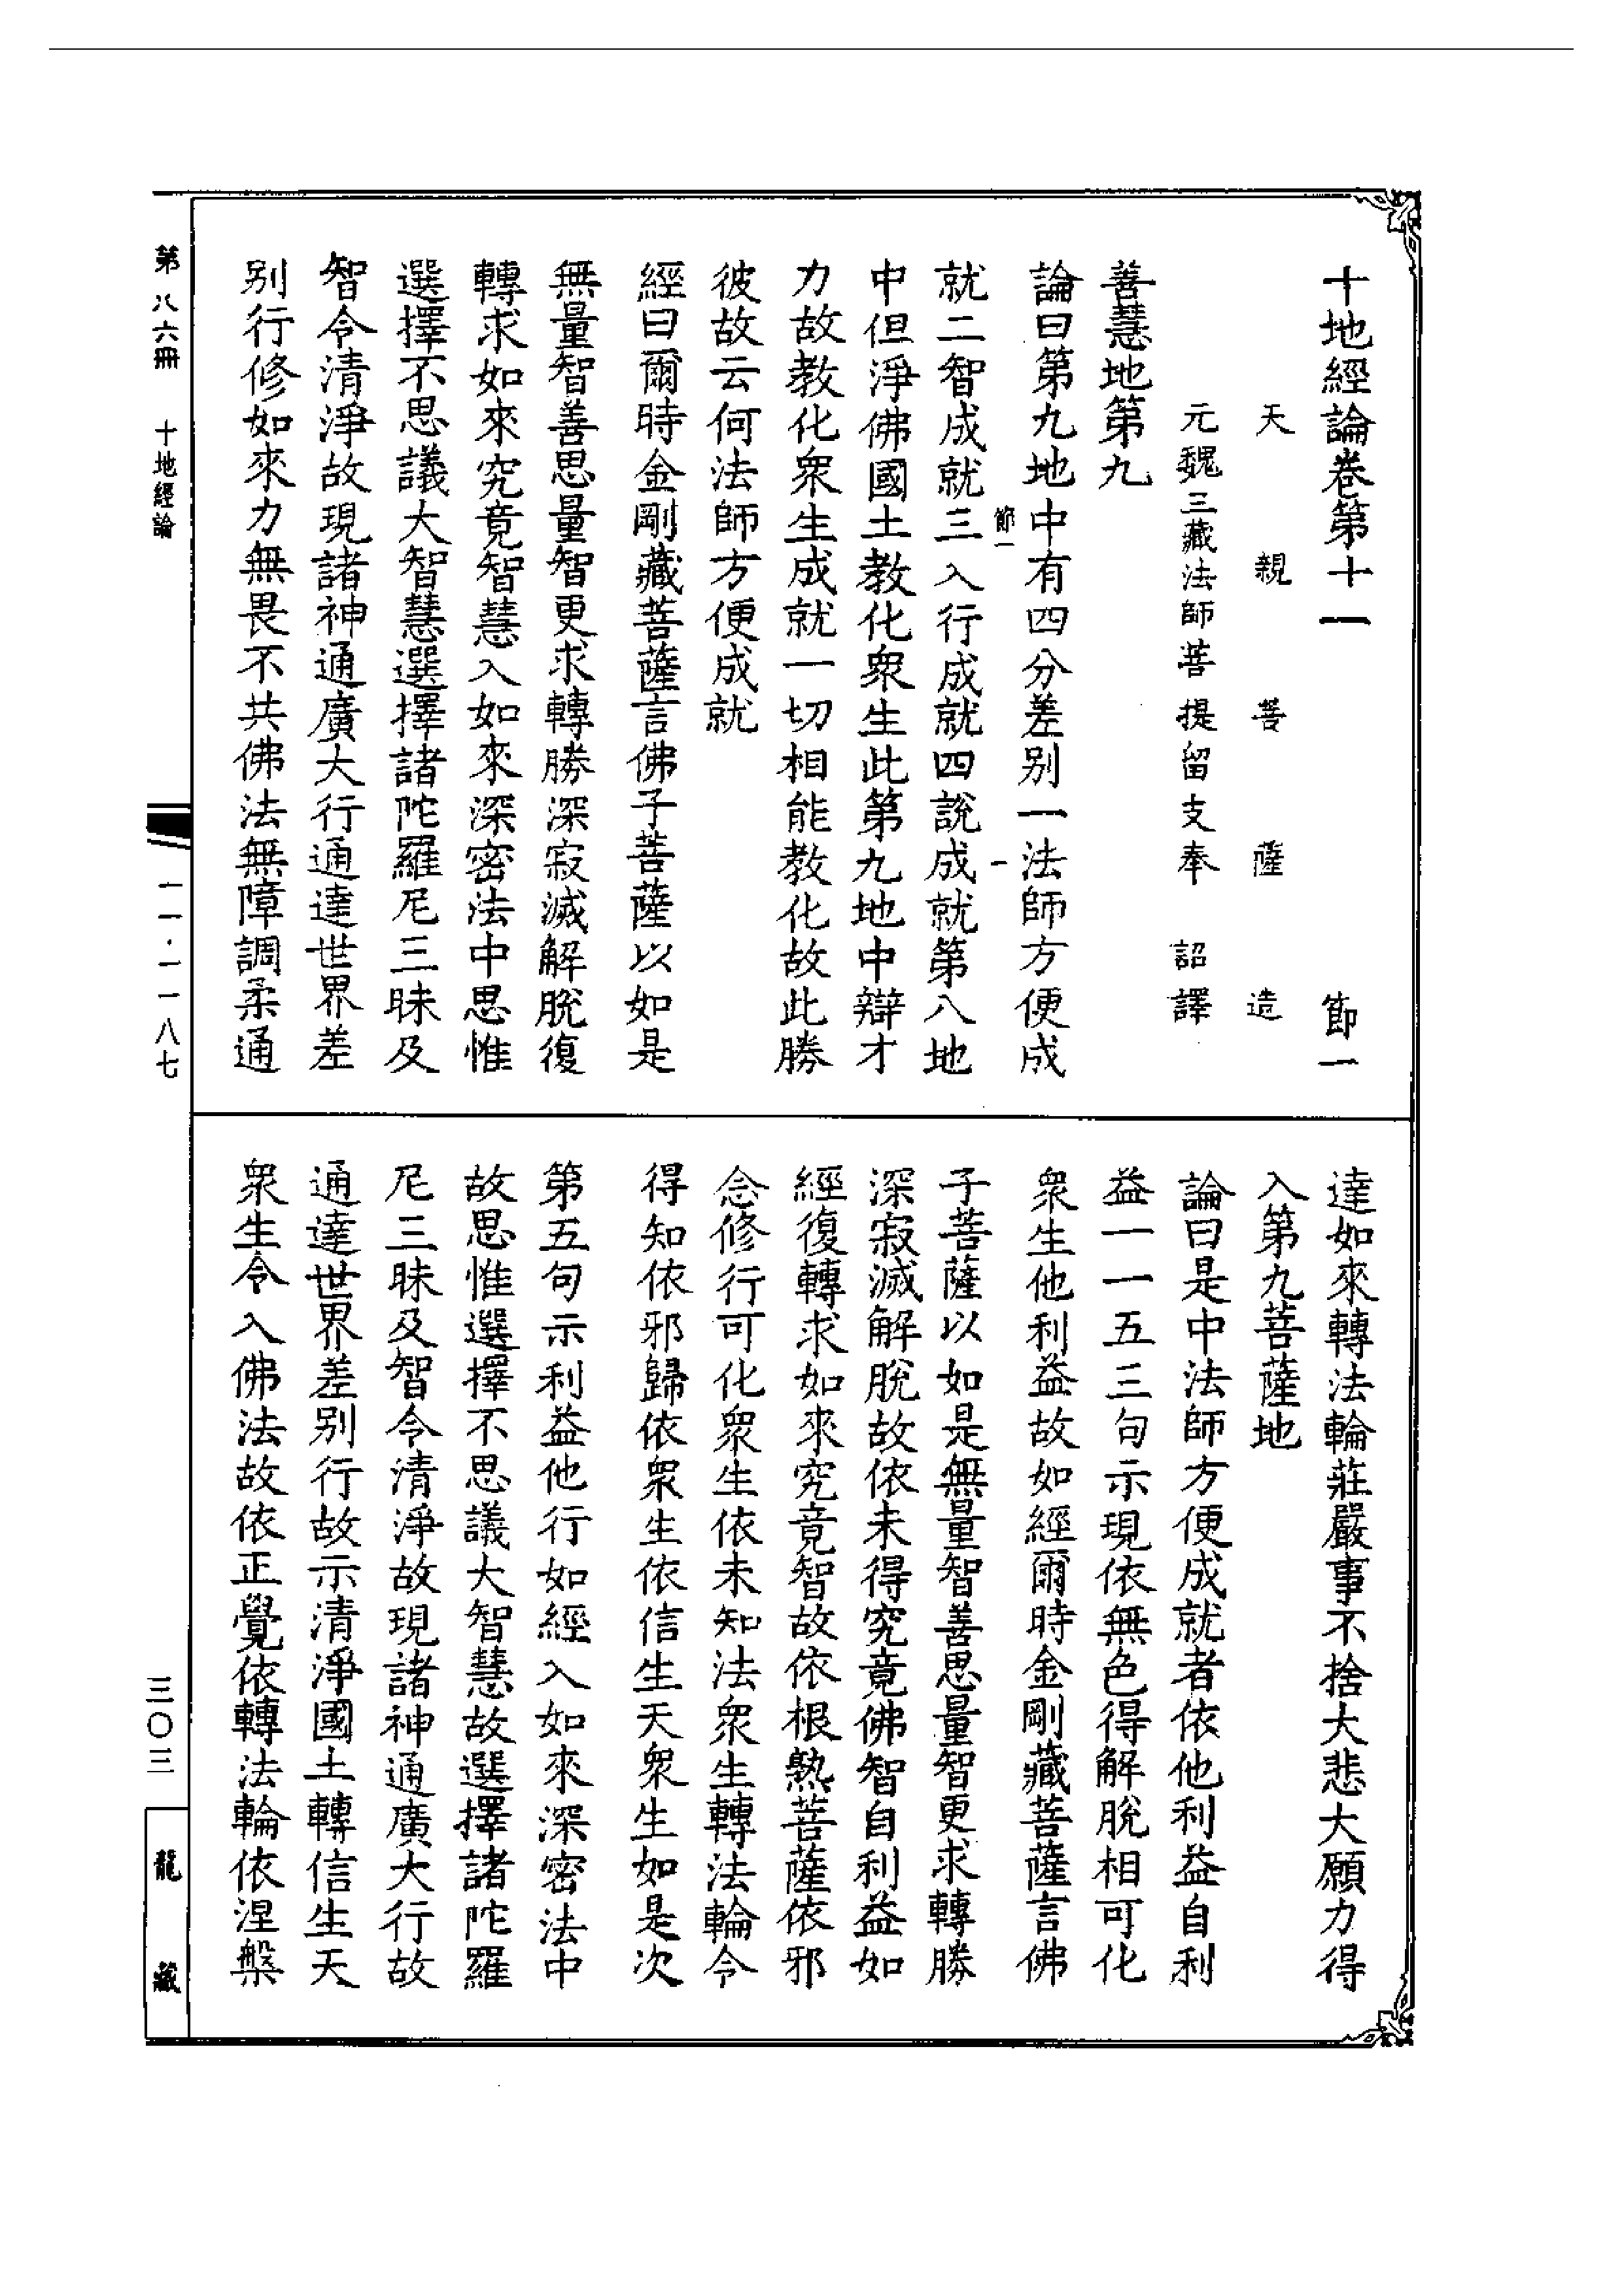 十地經論卷第十一　節一
天親菩薩造
元魏三藏法師菩提留支奉詔譯
善慧地第九
論曰第九地中有四分差别一法師方便成
節一　一
就二智成就三入行成就四說成就第八地
中但淨佛國土教化衆生此第九地中辯才
力故教化衆生成就一切相能教化故此勝
彼故云何法師方便成就
經曰爾時金剛藏菩薩言佛子菩薩以如是
無量智善思量智更求轉勝深寂滅解脫復
轉求如來究竟智慧入如來深密法中思惟
選擇不思議大智慧選擇諸陀羅尼三昧及
智令清淨故現諸神通廣大行通達世界差
别行修如來力無畏不共佛法無障調柔通
達如來轉法輪莊嚴事不捨大悲大願力得
入第九菩薩地
論曰是中法師方便成就者依他利益自利
益一一五三句示現依無色得解脫相可化
衆生他利益故如經爾時金剛藏菩薩言佛
子菩薩以如是無量智善思量智更求轉勝
深寂滅解脫故依未得究竟佛智自利益如
經復轉求如來究竟智故依根熟菩薩依邪
念修行可化衆生依未知法衆生轉法輪令
得知依邪歸依衆生依信生天衆生如是次
第五句示利益他行如經入如來深密法中
故思惟選擇不思議大智慧故選擇諸陀羅
尼三昧及智令清淨故現諸神通廣大行故
通達世界差别行故示清淨國土轉信生天
衆生令入佛法故依正覺依轉法輪依涅槃
第八六冊　十地經論
一一·一一八七
三〇三
龍藏